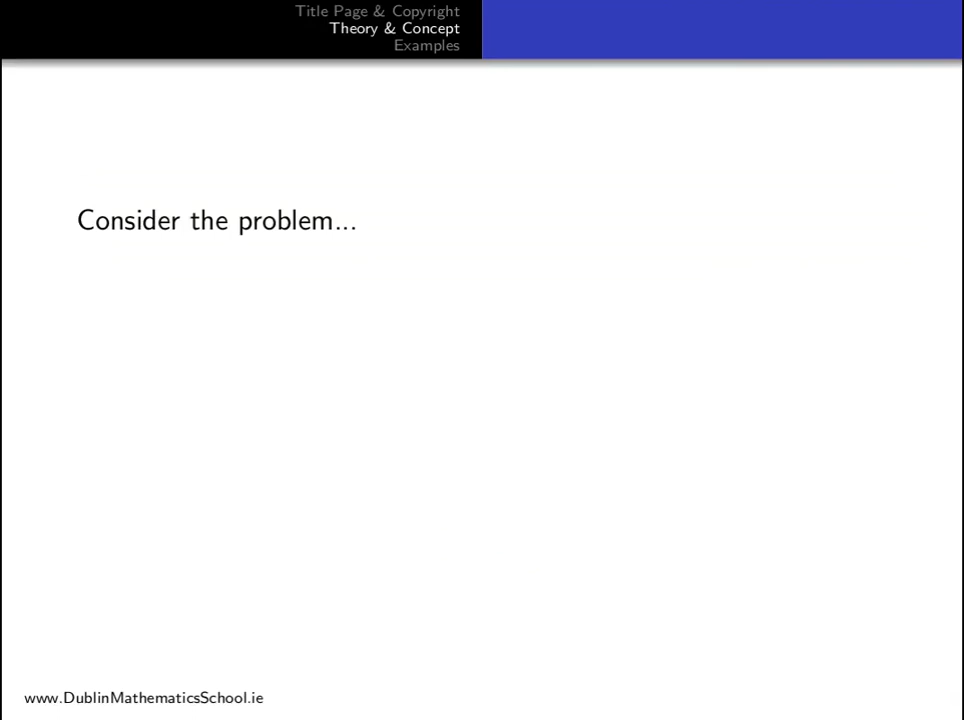 Title Page & Copyright
Theory & Concept
Examples
Consider the problem...
www.DublinMathematicsSchool.ie